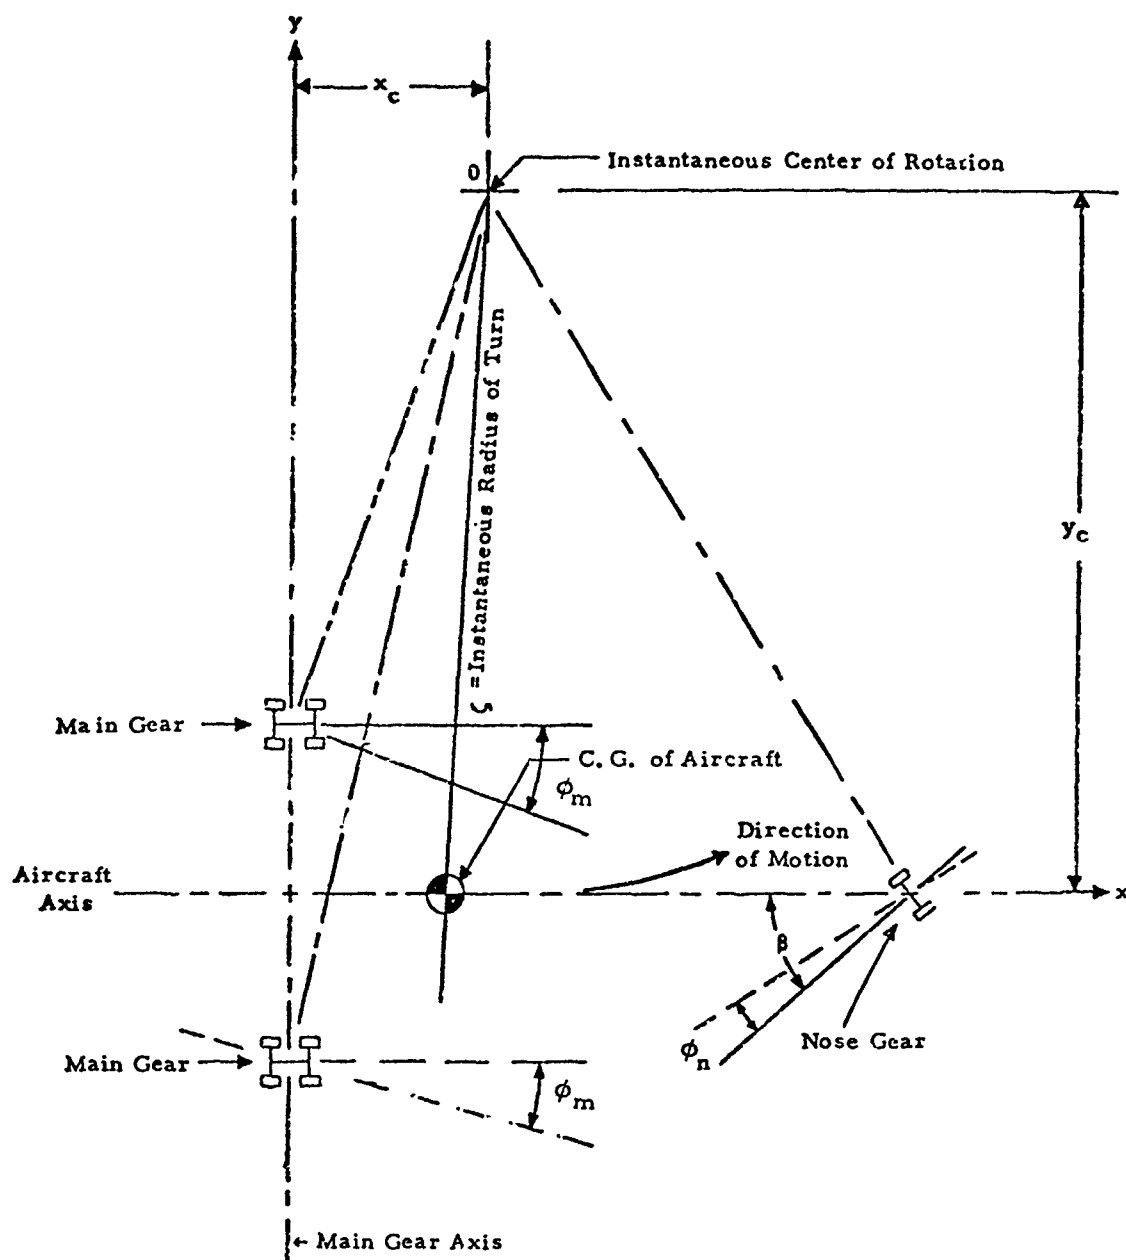 y
x_c
0
Instantaneous Center of Rotation
ζ = Instantaneous Radius of Turn
y_c
Main Gear
C. G. of Aircraft
ϕ_m
Direction
of Motion
Aircraft
Axis
x
β
Main Gear
ϕ_n
Nose Gear
ϕ_m
Main Gear Axis